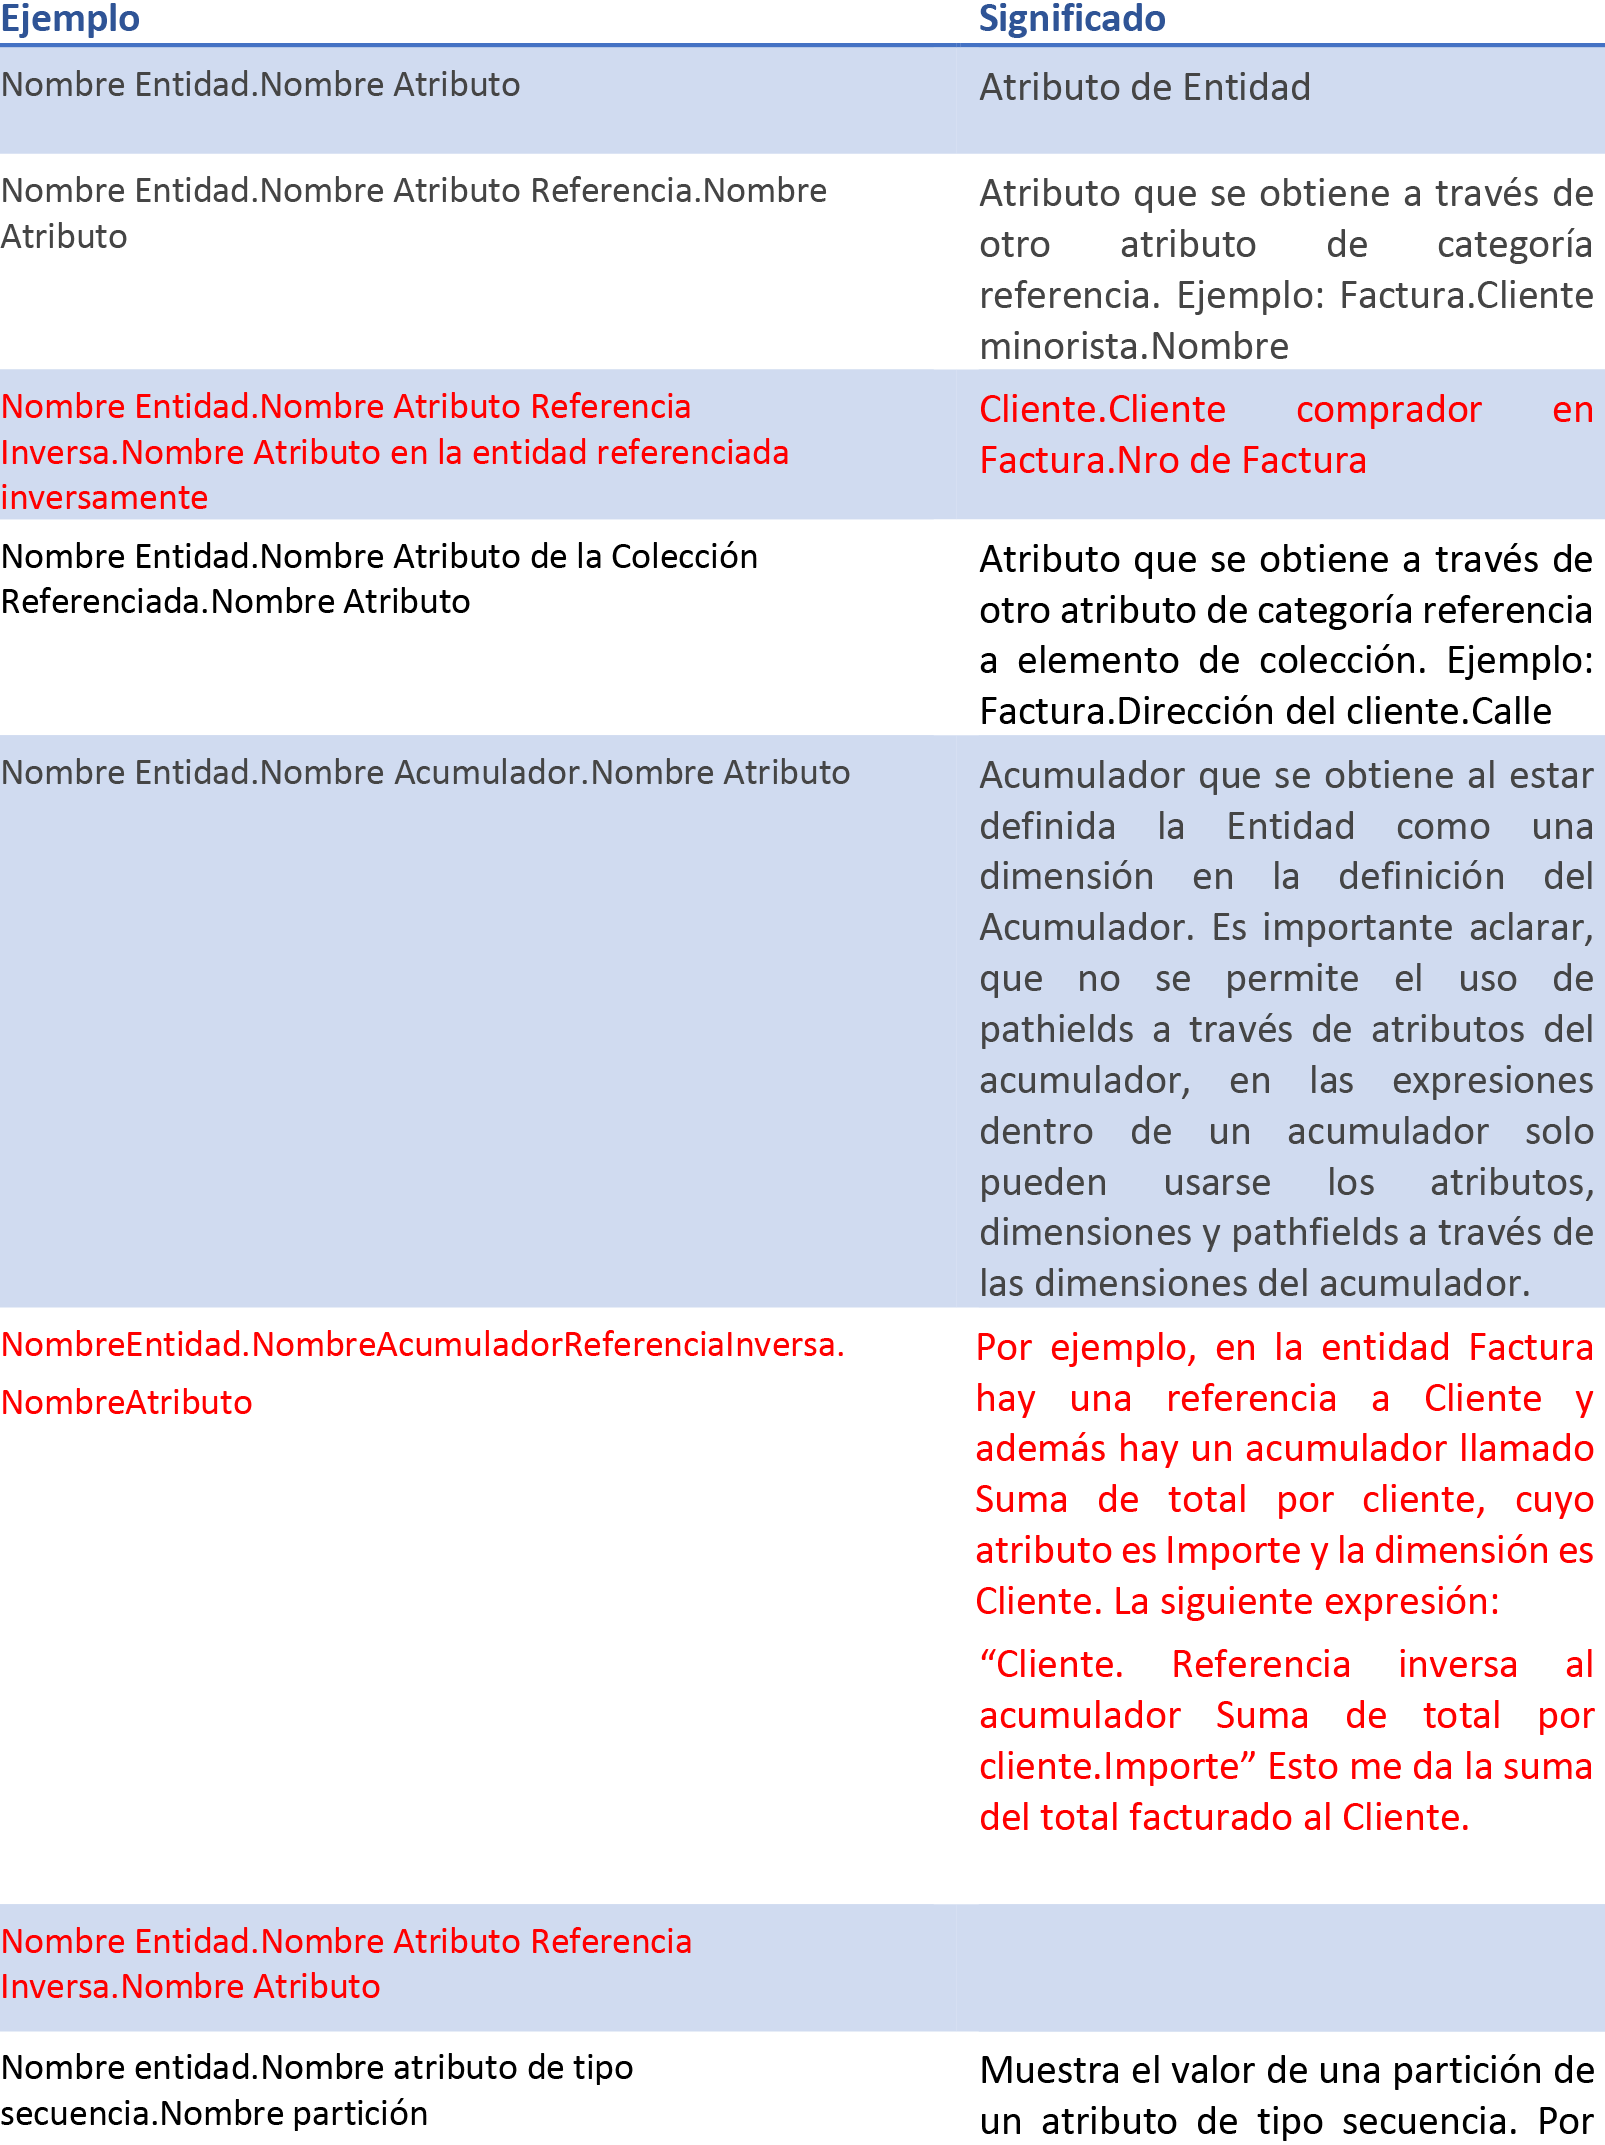 Ejemplo
Significado
Nombre Entidad.Nombre Atributo
Atributo de Entidad
Nombre Entidad.Nombre Atributo Referencia.Nombre
Atributo
Atributo que se obtiene a través de
otro atributo de categoría
referencia. Ejemplo: Factura.Cliente
minorista.Nombre
Nombre Entidad.Nombre Atributo Referencia
Inversa.Nombre Atributo en la entidad referenciada
inversamente
Cliente.Cliente comprador en
Factura.Nro de Factura
Nombre Entidad.Nombre Atributo de la Colección
Referenciada.Nombre Atributo
Atributo que se obtiene a través de
otro atributo de categoría referencia
a elemento de colección. Ejemplo:
Factura.Dirección del cliente.Calle
Nombre Entidad.Nombre Acumulador.Nombre Atributo
Acumulador que se obtiene al estar
definida la Entidad como una
dimensión en la definición del
Acumulador. Es importante aclarar,
que no se permite el uso de
pathields a través de atributos del
acumulador, en las expresiones
dentro de un acumulador solo
pueden usarse los atributos,
dimensiones y pathfields a través de
las dimensiones del acumulador.
NombreEntidad.NombreAcumuladorReferenciaInversa.
NombreAtributo
Por ejemplo, en la entidad Factura
hay una referencia a Cliente y
además hay un acumulador llamado
Suma de total por cliente, cuyo
atributo es Importe y la dimensión es
Cliente. La siguiente expresión:
“Cliente. Referencia inversa al
acumulador Suma de total por
cliente.Importe” Esto me da la suma
del total facturado al Cliente.
Nombre Entidad.Nombre Atributo Referencia
Inversa.Nombre Atributo
Nombre entidad.Nombre atributo de tipo
secuencia.Nombre partición
Muestra el valor de una partición de
un atributo de tipo secuencia. Por